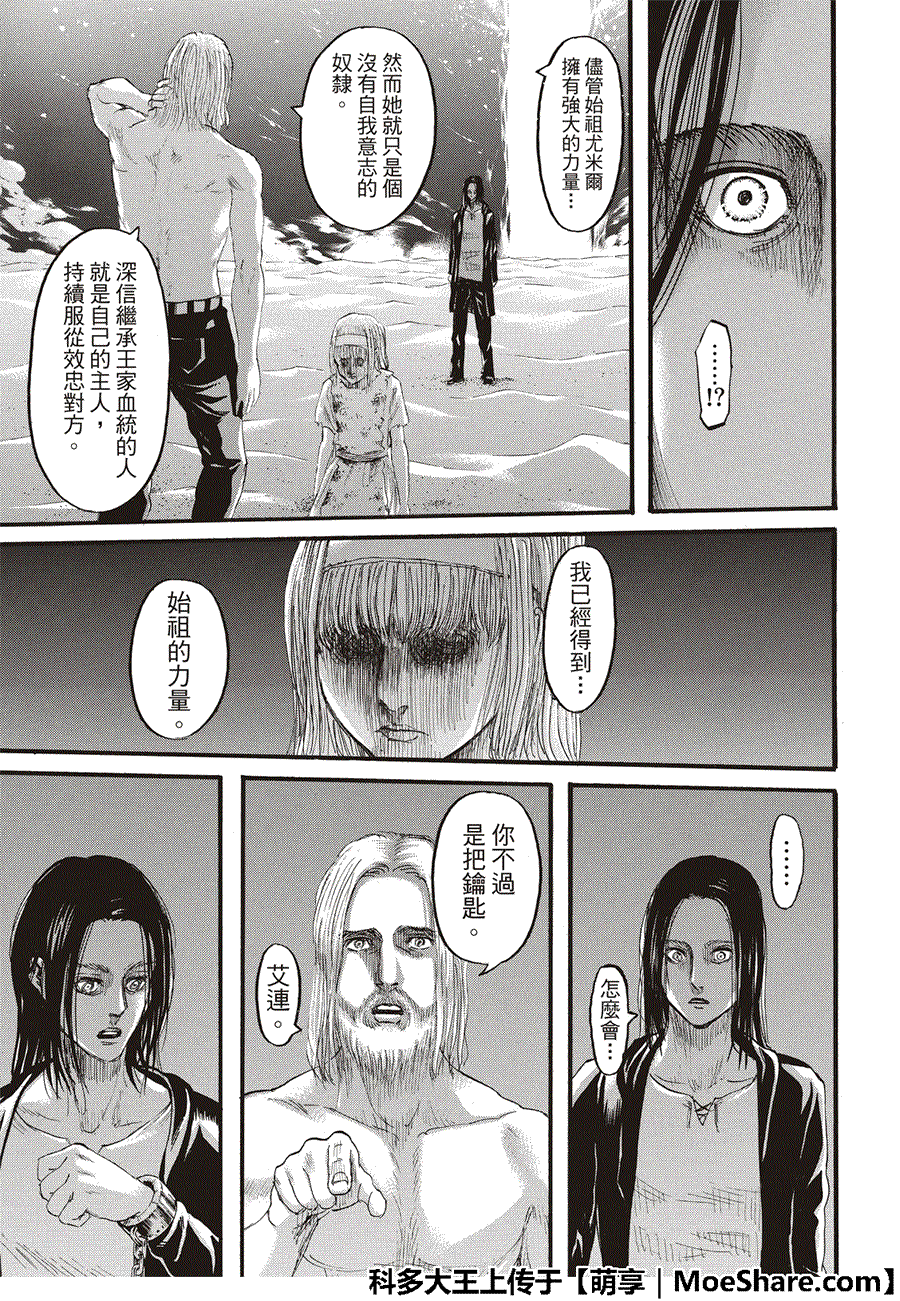 ……!?
儘管始祖尤米爾
擁有強大的力量…
然而她就只是個
沒有自我意志的
奴隸。
深信繼承王家血統的人
就是自己的主人，
持續服從效忠對方。
我已經得到…
始祖的力量。
……
怎麼會…
你不過
是把鑰匙。
艾連。
科多大王上传于【萌享｜MoeShare.com】